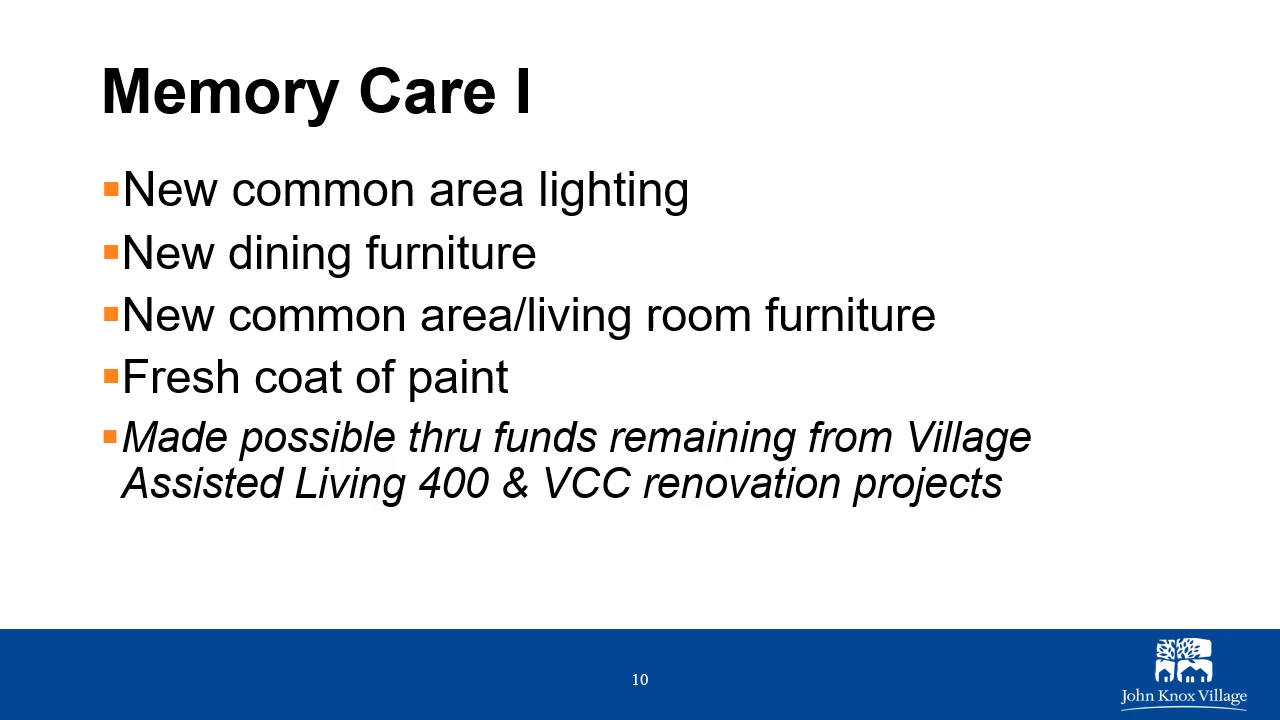 Memory Care I
▪New common area lighting
▪New dining furniture
▪New common area/living room furniture
▪Fresh coat of paint
▪Made possible thru funds remaining from Village
Assisted Living 400 & VCC renovation projects
10
John Knox Village